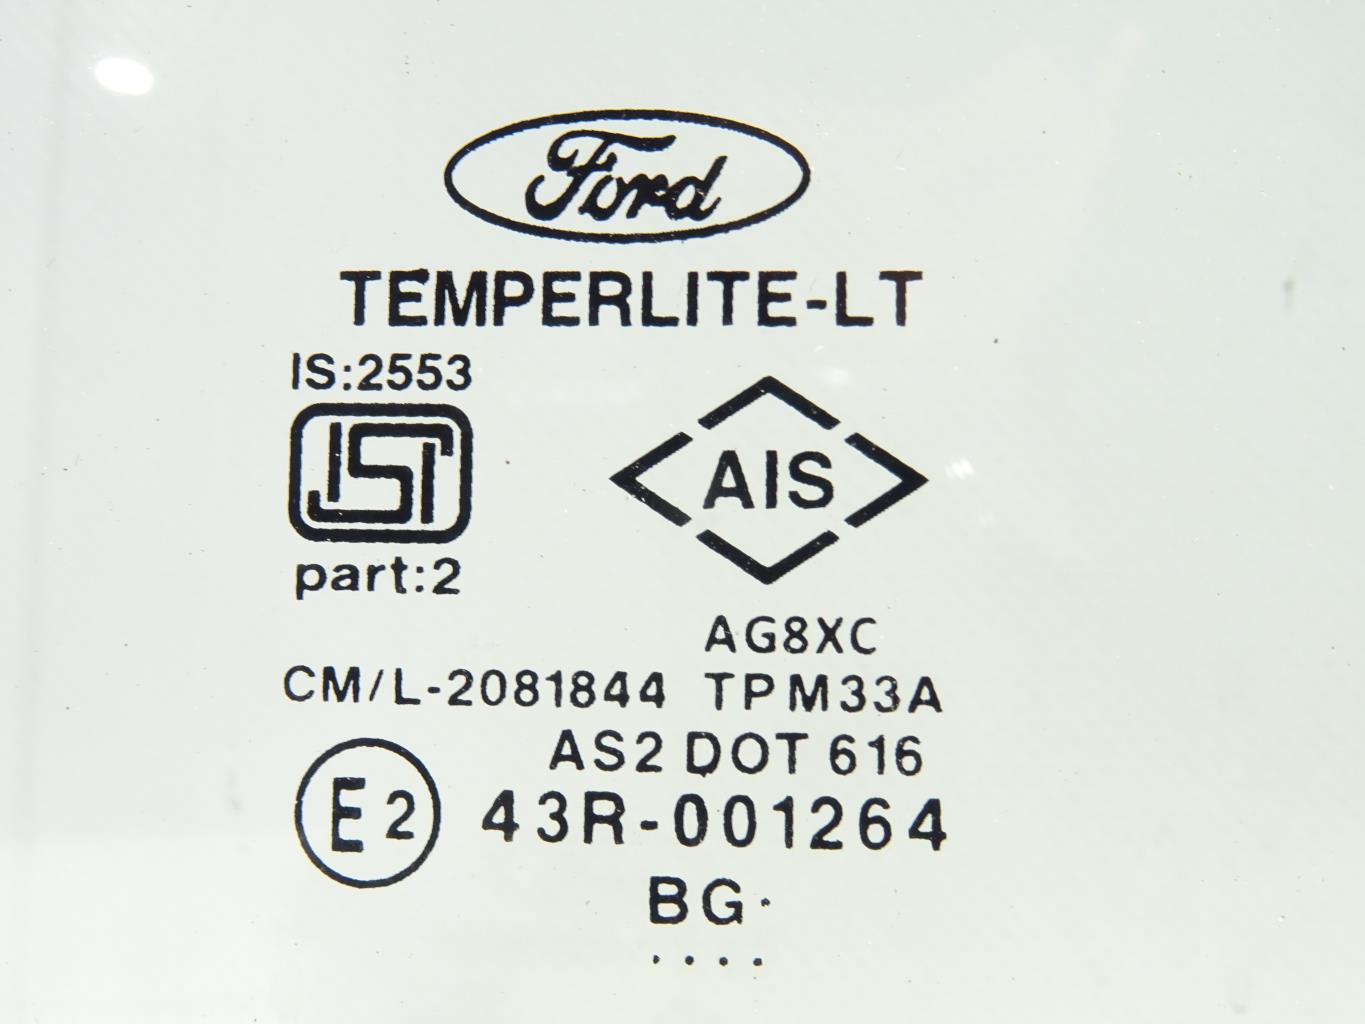 Ford
TEMPERLITE-LT
IS:2553
ISI
part:2
AIS
AG8XC
CM/L-2081844 TPM33A
AS2 DOT 616
E2 43R-001264
BG·
....